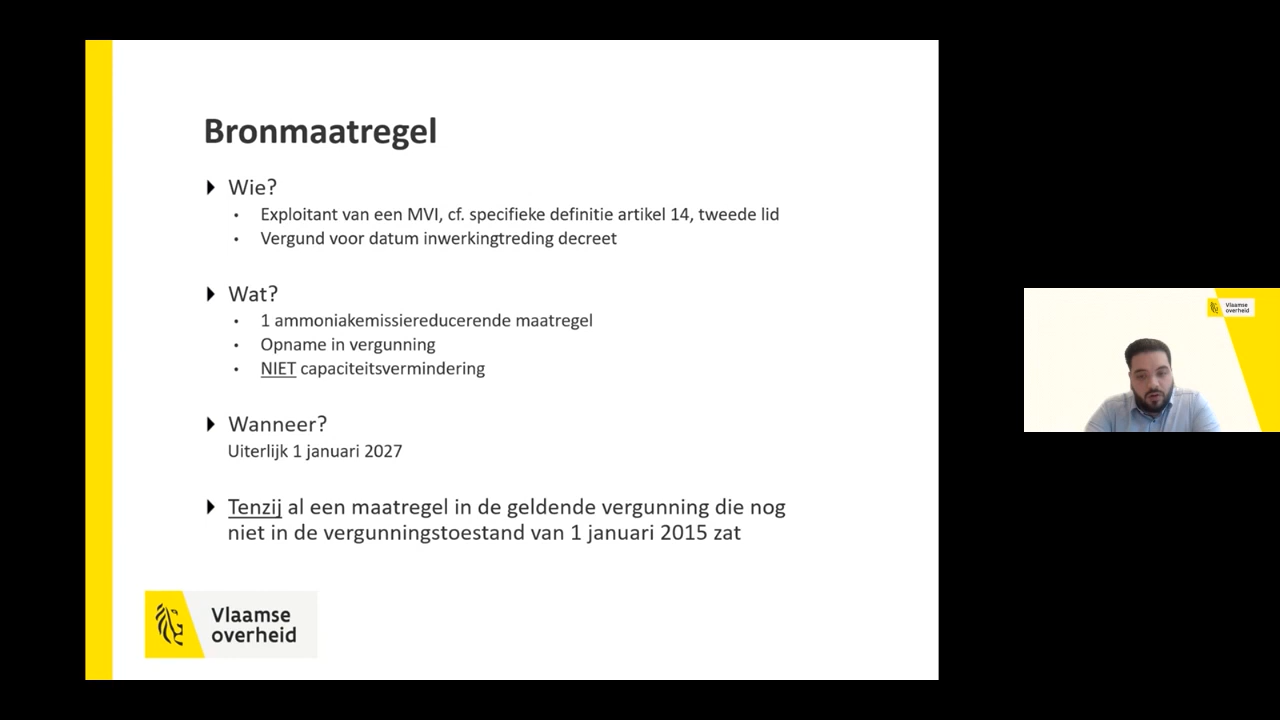 Bronmaatregel
Wie?
• Exploitant van een MVI, cf. specifieke definitie artikel 14, tweede lid
• Vergund voor datum inwerkingtreding decreet
Wat?
• 1 ammoniakemissiereducerende maatregel
• Opname in vergunning
• NIET capaciteitsvermindering
Wanneer?
Uiterlijk 1 januari 2027
Tenzij al een maatregel in de geldende vergunning die nog
niet in de vergunningstoestand van 1 januari 2015 zat
Vlaamse
overheid
Vlaamse
overheid